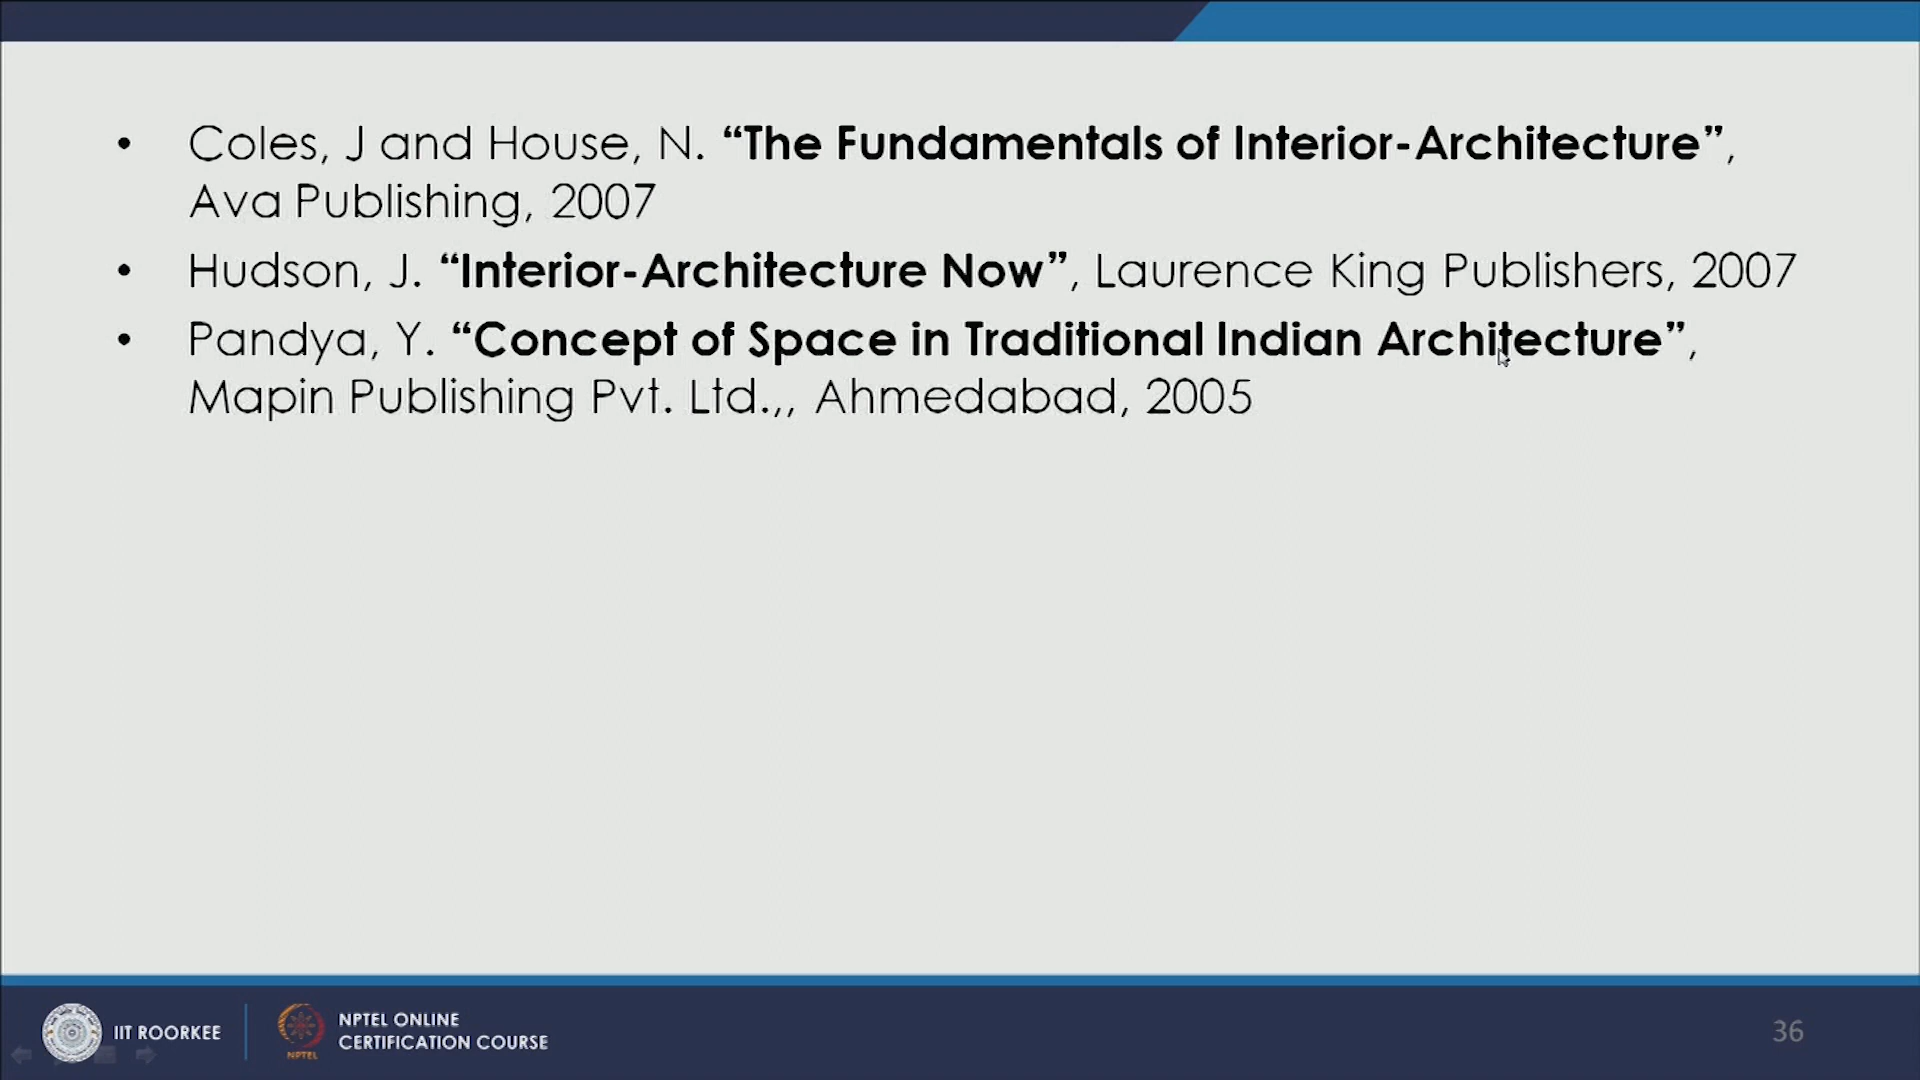 • Coles, J and House, N. “The Fundamentals of Interior-Architecture”,
Ava Publishing, 2007
• Hudson, J. “Interior-Architecture Now”, Laurence King Publishers, 2007
• Pandya, Y. “Concept of Space in Traditional Indian Architecture”,
Mapin Publishing Pvt. Ltd.,, Ahmedabad, 2005
IIT ROORKEE
NPTEL
NPTEL ONLINE
CERTIFICATION COURSE
36